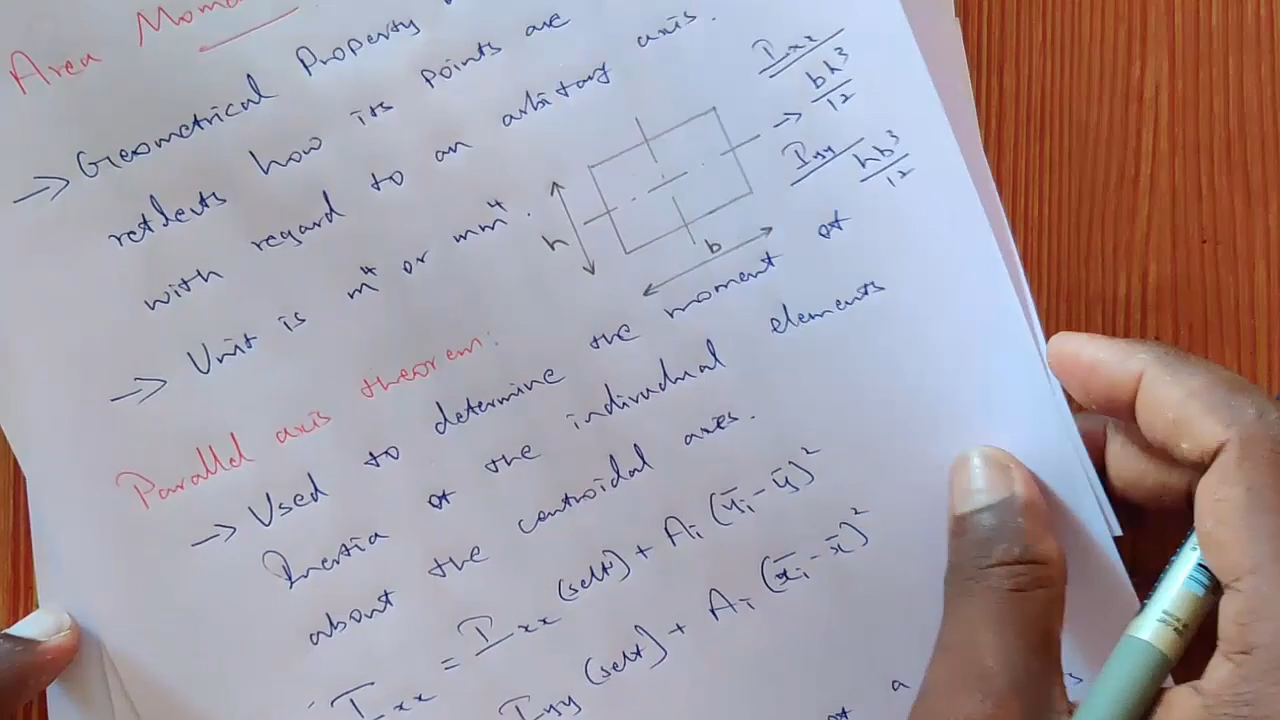 Area Mom
→ Geometrical Property
reflects how its points are
with regard to an arbitary axis.
→ Unit is m⁴ or mm⁴.
Ixx
bh³/12
Iyy hb³/12
h
b
Parallel axis theorem:
→ Used to determine the moment of
Inertia of the individual elements
about the centroidal axes.
Ixx = Ixx (self) + Ai (ȳi - ȳ)²
Iyy (self) + Ai (x̄i - x̄)²
of a